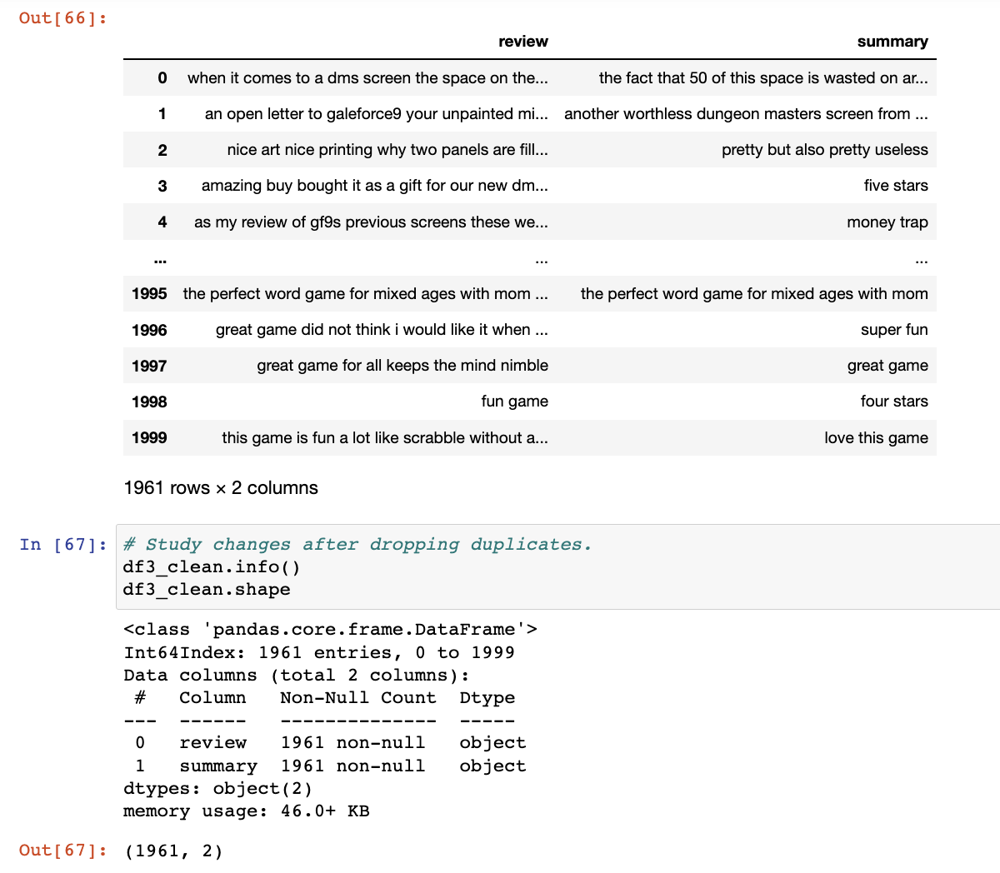 Out[66]:
review summary
0 when it comes to a dms screen the space on the... the fact that 50 of this space is wasted on ar...
1 an open letter to galeforce9 your unpainted mi... another worthless dungeon masters screen from ...
2 nice art nice printing why two panels are fill... pretty but also pretty useless
3 amazing buy bought it as a gift for our new dm... five stars
4 as my review of gf9s previous screens these we... money trap
... ... ...
1995 the perfect word game for mixed ages with mom ... the perfect word game for mixed ages with mom
1996 great game did not think i would like it when ... super fun
1997 great game for all keeps the mind nimble great game
1998 fun game four stars
1999 this game is fun a lot like scrabble without a... love this game
1961 rows × 2 columns
In [67]: # Study changes after dropping duplicates.
df3_clean.info()
df3_clean.shape
<class 'pandas.core.frame.DataFrame'>
Int64Index: 1961 entries, 0 to 1999
Data columns (total 2 columns):
# Column Non-Null Count Dtype
--- ------ -------------- -----
0 review 1961 non-null object
1 summary 1961 non-null object
dtypes: object(2)
memory usage: 46.0+ KB
Out[67]: (1961, 2)